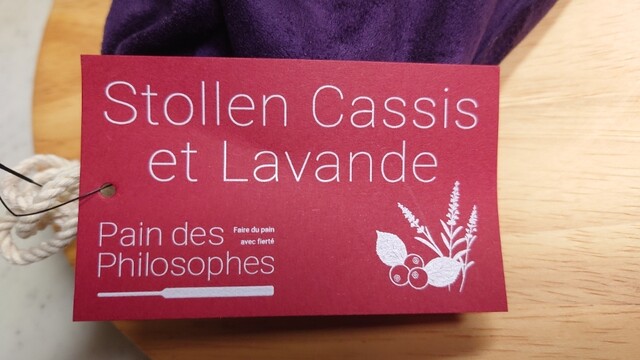 Stollen Cassis
et Lavande
Pain des
Philosophes
Faire du pain
avec fierté